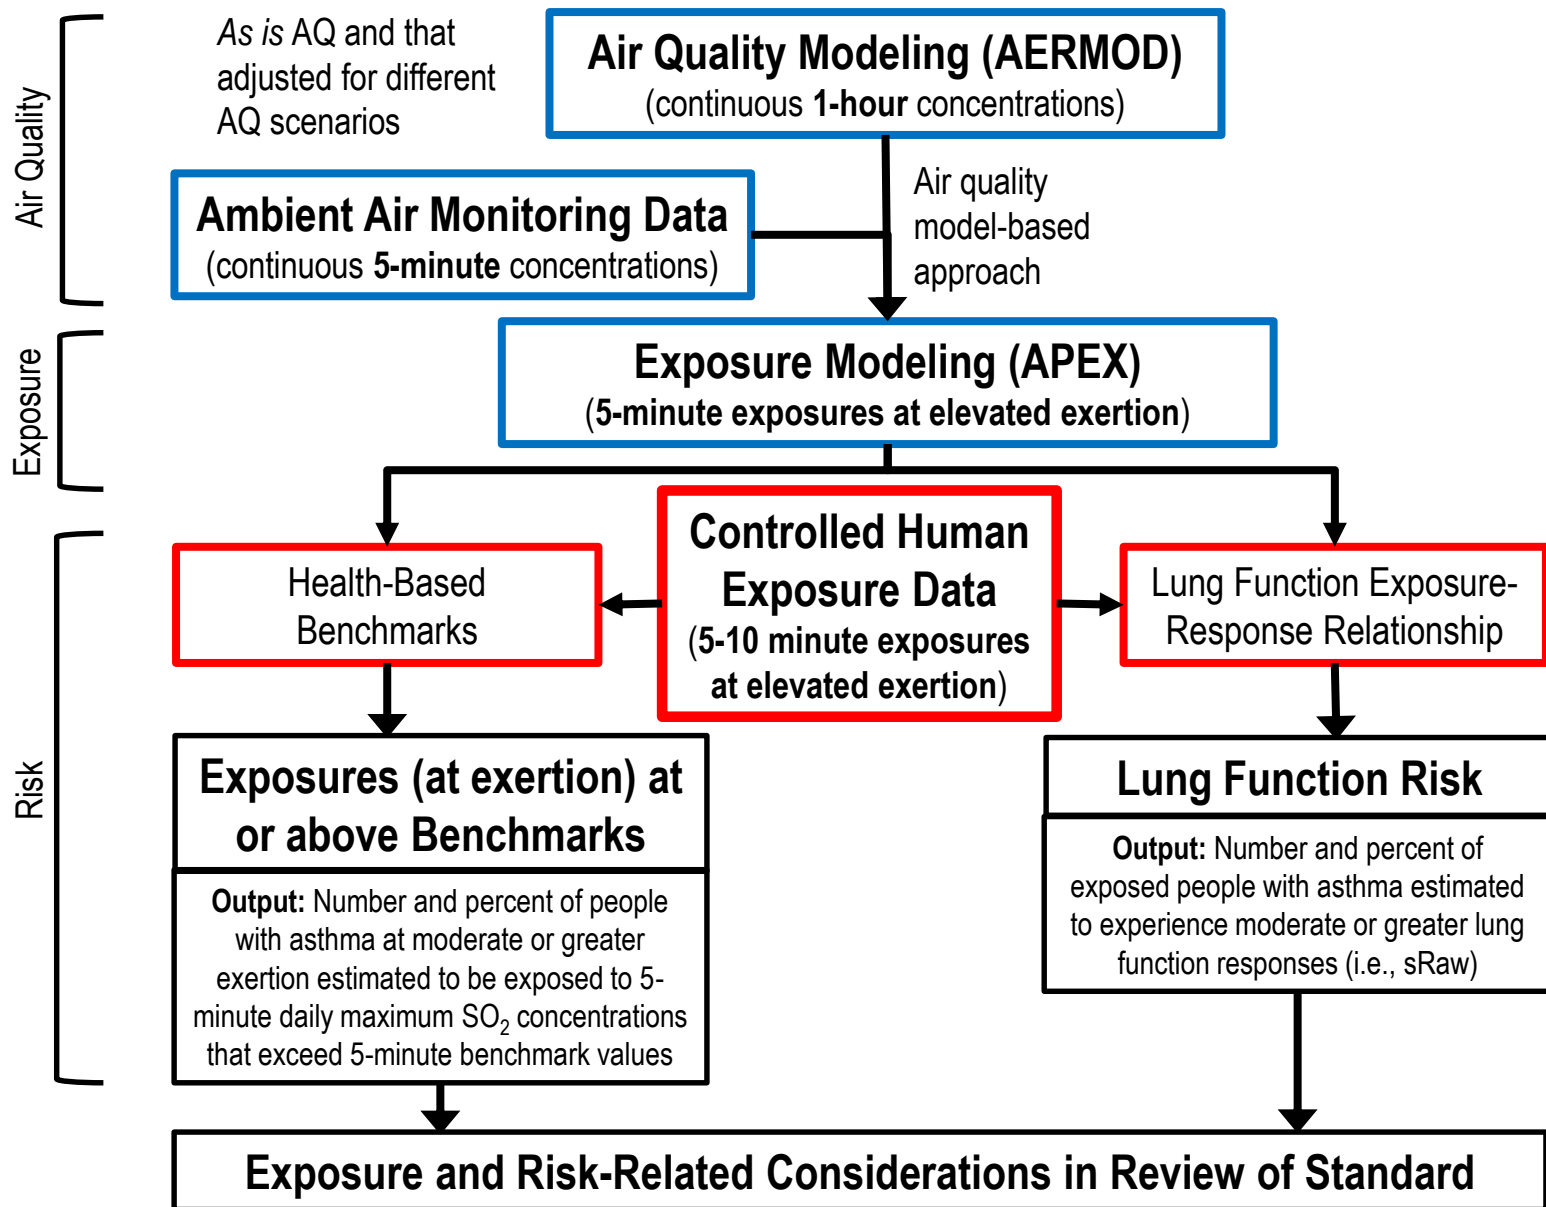 Air Quality
As is AQ and that
adjusted for different
AQ scenarios
Air Quality Modeling (AERMOD)
(continuous 1-hour concentrations)
Ambient Air Monitoring Data
(continuous 5-minute concentrations)
Air quality
model-based
approach
Exposure
Exposure Modeling (APEX)
(5-minute exposures at elevated exertion)
Risk
Health-Based
Benchmarks
Controlled Human
Exposure Data
(5-10 minute exposures
at elevated exertion)
Lung Function Exposure-
Response Relationship
Exposures (at exertion) at
or above Benchmarks
Output: Number and percent of people
with asthma at moderate or greater
exertion estimated to be exposed to 5-
minute daily maximum SO₂ concentrations
that exceed 5-minute benchmark values
Lung Function Risk
Output: Number and percent of
exposed people with asthma estimated
to experience moderate or greater lung
function responses (i.e., sRaw)
Exposure and Risk-Related Considerations in Review of Standard